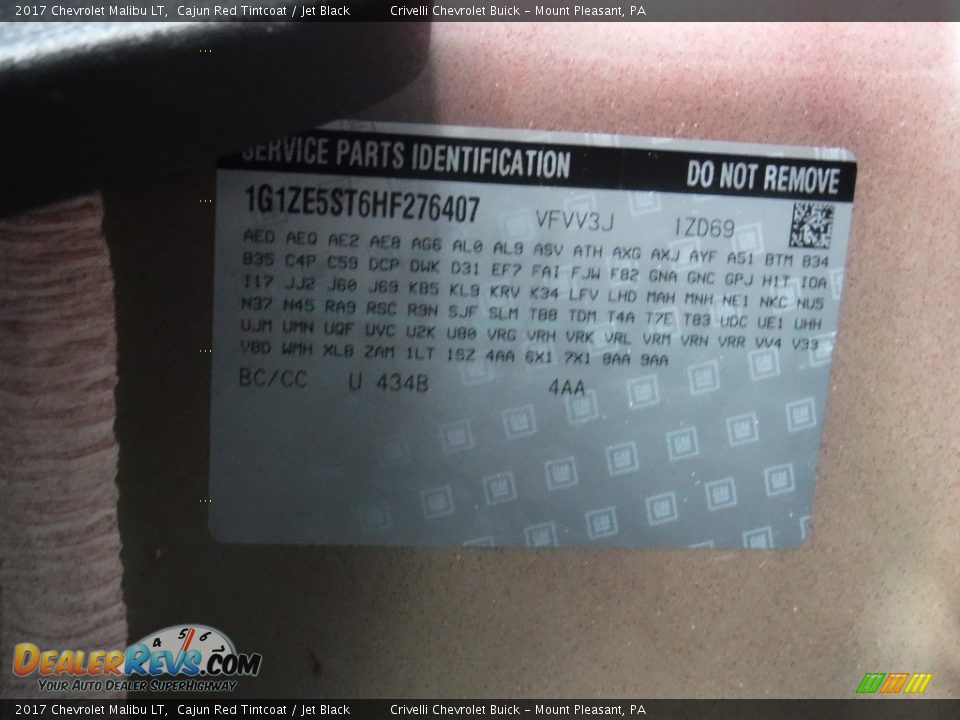 2017 Chevrolet Malibu LT,  Cajun Red Tintcoat / Jet Black        Crivelli Chevrolet Buick - Mount Pleasant, PA
SERVICE PARTS IDENTIFICATION DO NOT REMOVE
1G1ZE5ST6HF276407 VFVV3J 1ZD69
AED AEQ AE2 AE8 AG6 AL0 AL9 ASV ATH AXG AXJ AYF A51 BTM B34
B35 C4P C59 DCP DWK D31 EF7 FAI FJW FB2 GNA GNC GPJ H1T IOA
I17 JJ2 J60 J69 KB5 KL9 KRV K34 LFV LHD MAH MNH NE1 NKC NU5
N37 N45 RA9 RSC R9N SJF SLM T8B TDM T4A T7E T83 UDC UE1 UHH
UJM UMN UQF UVC U2K U80 VRG VRH VRK VRL VRM VRN VRR VV4 V33
V8D WMH XL8 ZAM 1LT 1SZ 4AA 6X1 7X1 8AA 9AA
BC/CC U 434B 4AA
DealerRevs.com
Your Auto Dealer SuperHighway
2017 Chevrolet Malibu LT,  Cajun Red Tintcoat / Jet Black        Crivelli Chevrolet Buick - Mount Pleasant, PA